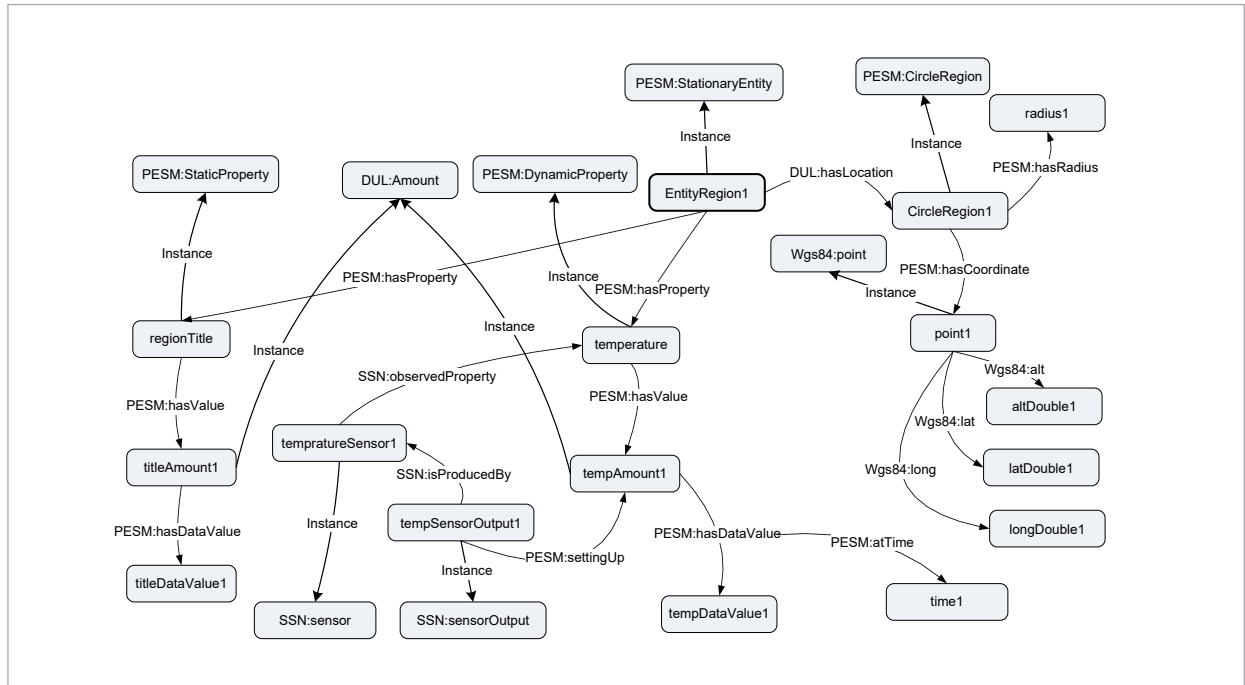 PESM:StationaryEntity
PESM:CircleRegion
radius1
Instance
Instance
PESM:StaticProperty
DUL:Amount
PESM:DynamicProperty
EntityRegion1
DUL:hasLocation
PESM:hasRadius
CircleRegion1
Instance
Wgs84:point
PESM:hasProperty
Instance
PESM:hasProperty
PESM:hasCoordinate
Instance
regionTitle
Instance
Instance
temperature
point1
SSN:observedProperty
Wgs84:alt
PESM:hasValue
PESM:hasValue
altDouble1
Wgs84:lat
tempratureSensor1
titleAmount1
SSN:isProducedBy
tempAmount1
Wgs84:long
latDouble1
Instance
tempSensorOutput1
longDouble1
PESM:hasDataValue
PESM:hasDataValue
PESM:atTime
PESM:settingUp
Instance
titleDataValue1
SSN:sensor
SSN:sensorOutput
tempDataValue1
time1